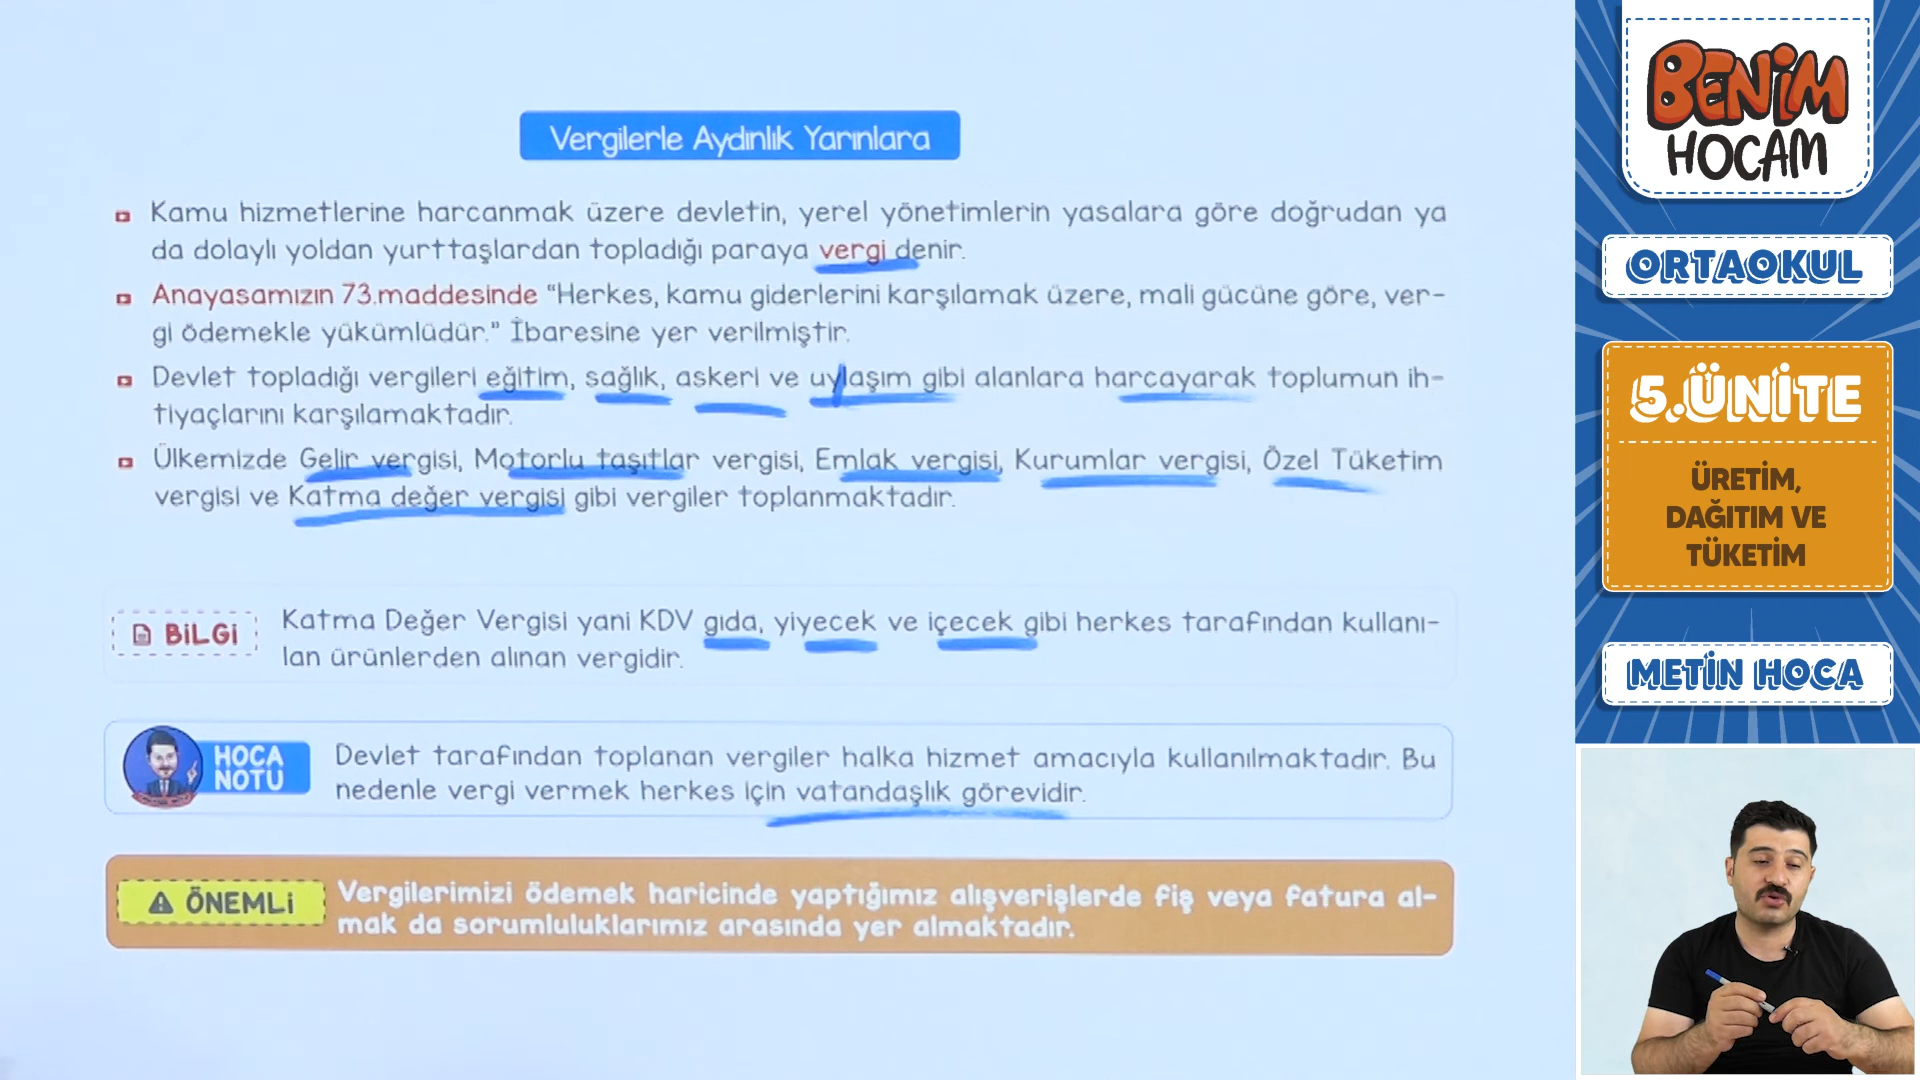 Vergilerle Aydınlık Yarınlara
Kamu hizmetlerine harcanmak üzere devletin, yerel yönetimlerin yasalara göre doğrudan ya
da dolaylı yoldan yurttaşlardan topladığı paraya vergi denir.
Anayasamızın 73.maddesinde “Herkes, kamu giderlerini karşılamak üzere, mali gücüne göre, ver-
gi ödemekle yükümlüdür.” İbaresine yer verilmiştir.
Devlet topladığı vergileri eğitim, sağlık, askeri ve uylaşım gibi alanlara harcayarak toplumun ih-
tiyaçlarını karşılamaktadır.
Ülkemizde Gelir vergisi, Motorlu taşıtlar vergisi, Emlak vergisi, Kurumlar vergisi, Özel Tüketim
vergisi ve Katma değer vergisi gibi vergiler toplanmaktadır.
BİLGİ
Katma Değer Vergisi yani KDV gıda, yiyecek ve içecek gibi herkes tarafından kullanı-
lan ürünlerden alınan vergidir.
HOCA
NOTU
Devlet tarafından toplanan vergiler halka hizmet amacıyla kullanılmaktadır. Bu
nedenle vergi vermek herkes için vatandaşlık görevidir.
ÖNEMLİ
Vergilerimizi ödemek haricinde yaptığımız alışverişlerde fiş veya fatura al-
mak da sorumluluklarımız arasında yer almaktadır.
BENİM
HOCAM
ORTAOKUL
5.ÜNİTE
ÜRETİM,
DAĞITIM VE
TÜKETİM
METİN HOCA